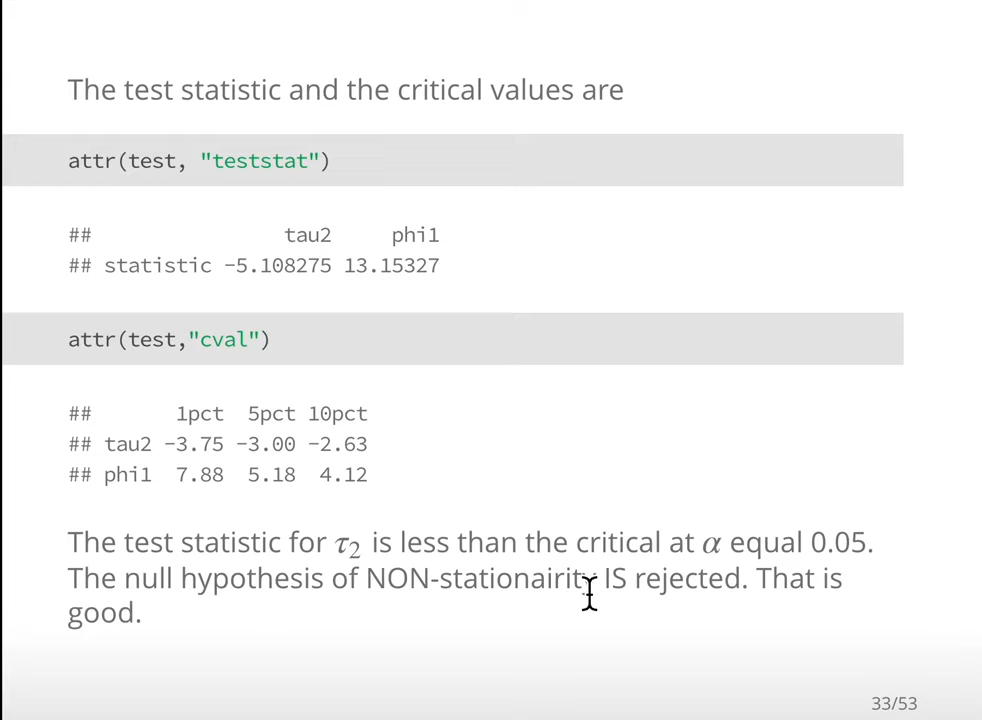 The test statistic and the critical values are
attr(test, "teststat")
##                tau2     phi1
## statistic -5.108275 13.15327
attr(test,"cval")
##       1pct  5pct 10pct
## tau2 -3.75 -3.00 -2.63
## phi1  7.88  5.18  4.12
The test statistic for τ2 is less than the critical at α equal 0.05.
The null hypothesis of NON-stationairity IS rejected. That is
good.
33/53